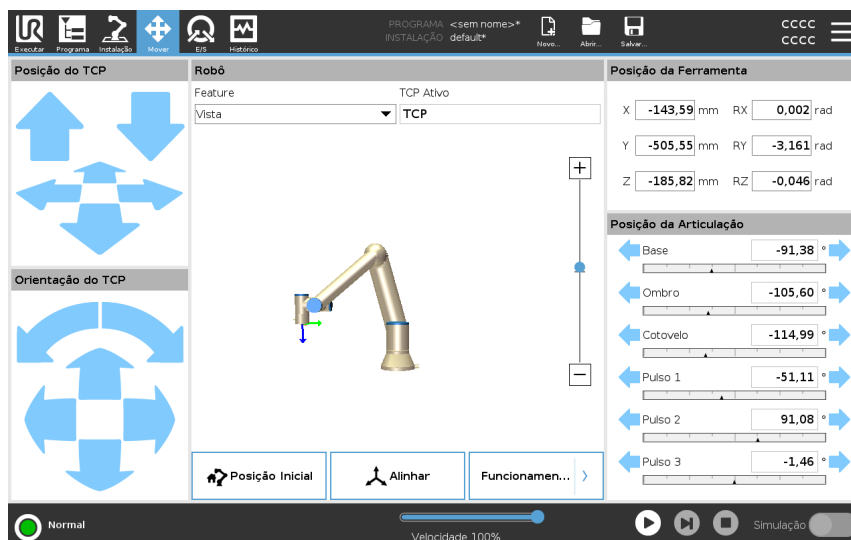 PROGRAMA <sem nome>*
INSTALAÇÃO default*
Executar Programa Instalação Mover E/S Histórico Novo... Abrir... Salvar...
CCCC
CCCC
Posição do TCP
Orientação do TCP
Robô
Feature TCP Ativo
Vista TCP
Posição Inicial Alinhar Funcionamen...
Posição da Ferramenta
X -143,59 mm RX 0,002 rad
Y -505,55 mm RY -3,161 rad
Z -185,82 mm RZ -0,046 rad
Posição da Articulação
Base -91,38 °
Ombro -105,60 °
Cotovelo -114,99 °
Pulso 1 -51,11 °
Pulso 2 91,08 °
Pulso 3 -1,46 °
Normal
Velocidade 100%
Simulação